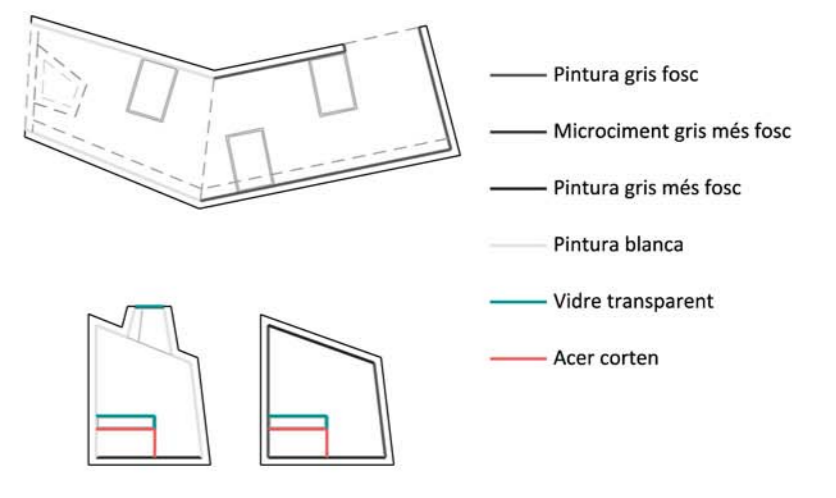 Pintura gris fosc
Microciment gris més fosc
Pintura gris més fosc
Pintura blanca
Vidre transparent
Acer corten